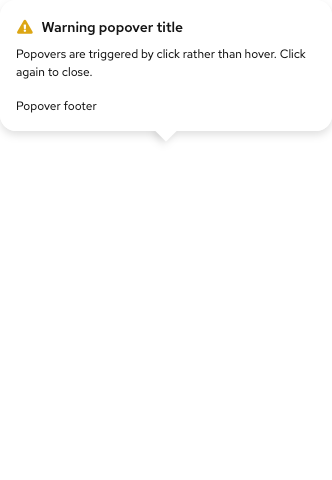 Warning popover title
Popovers are triggered by click rather than hover. Click
again to close.
Popover footer